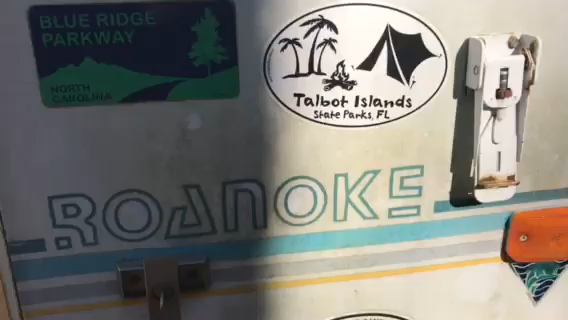 BLUE RIDGE
PARKWAY
NORTH
CAROLINA
Talbot Islands
State Parks, FL
ROANOKE